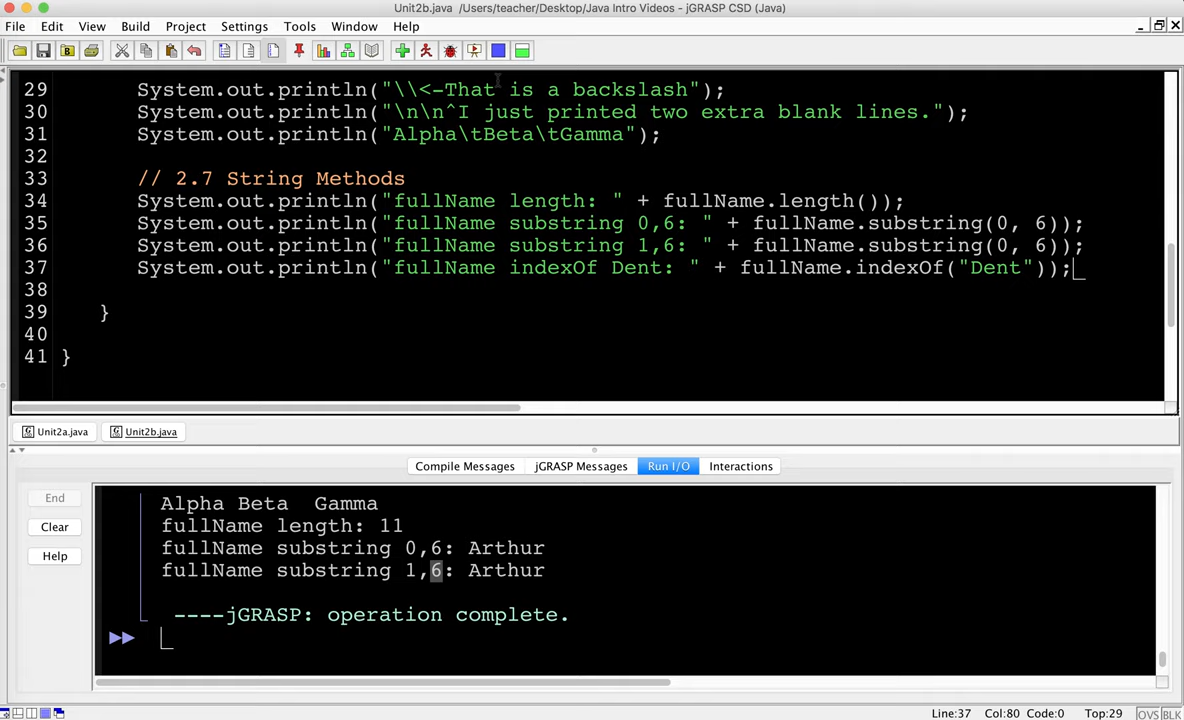 Unit2b.java /Users/teacher/Desktop/Java Intro Videos - jGRASP CSD (Java)
File Edit View Build Project Settings Tools Window Help
29 System.out.println("\\<-That is a backslash");
30 System.out.println("\n\n^I just printed two extra blank lines.");
31 System.out.println("Alpha\tBeta\tGamma");
32
33 // 2.7 String Methods
34 System.out.println("fullName length: " + fullName.length());
35 System.out.println("fullName substring 0,6: " + fullName.substring(0, 6));
36 System.out.println("fullName substring 1,6: " + fullName.substring(0, 6));
37 System.out.println("fullName indexOf Dent: " + fullName.indexOf("Dent"));
38
39 }
40
41 }
Unit2a.java Unit2b.java
Compile Messages jGRASP Messages Run I/O Interactions
End
Clear
Help
Alpha Beta Gamma
fullName length: 11
fullName substring 0,6: Arthur
fullName substring 1,6: Arthur
----jGRASP: operation complete.
Line:37 Col:80 Code:0 Top:29 OVS BLK